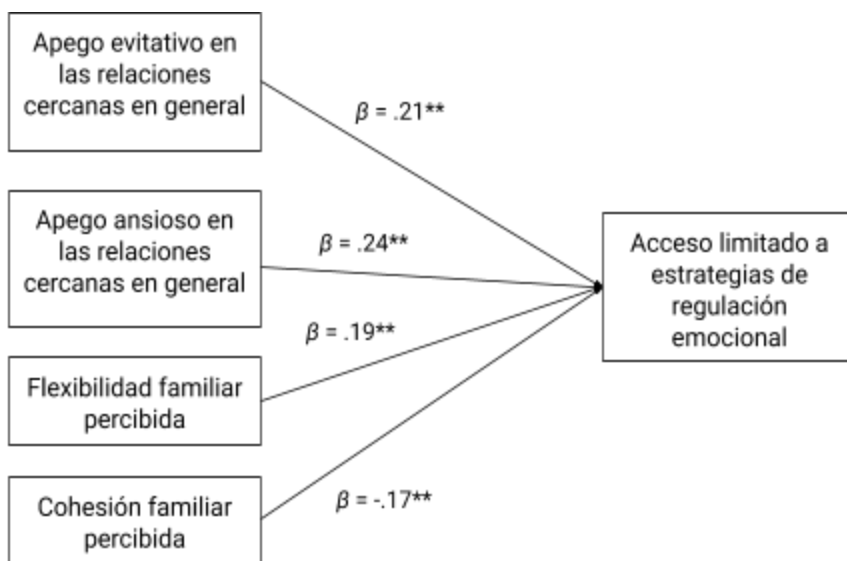 Apego evitativo en
las relaciones
cercanas en general
β = .21**
Apego ansioso en
las relaciones
cercanas en general
β = .24**
Acceso limitado a
estrategias de
regulación
emocional
β = .19**
Flexibilidad familiar
percibida
Cohesión familiar
percibida
β = -.17**